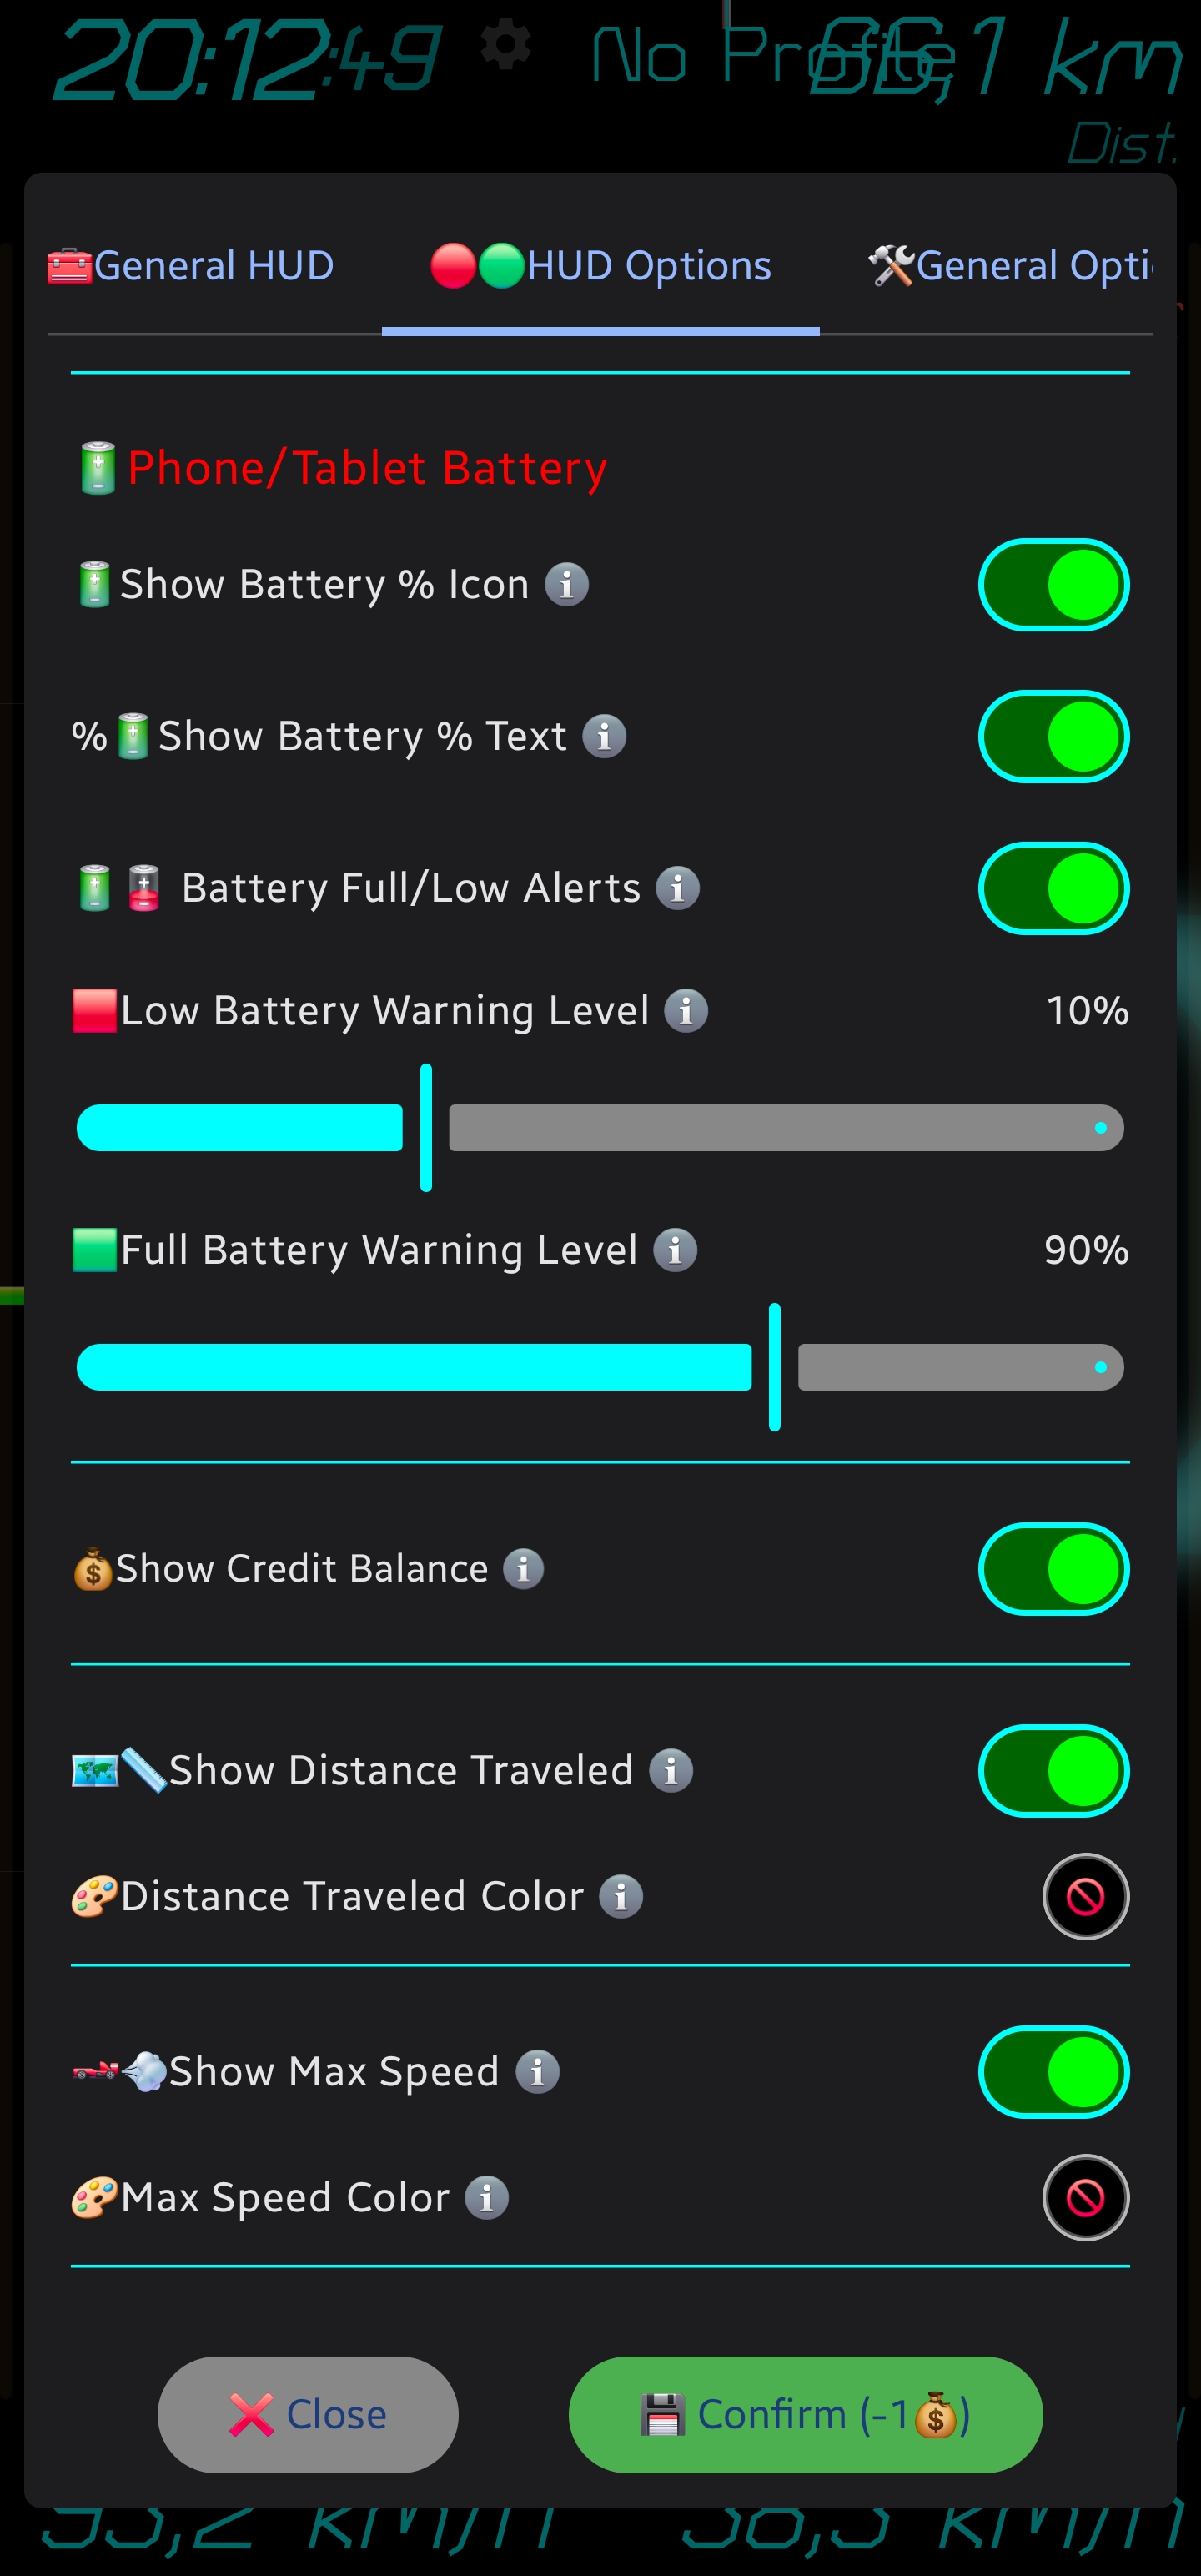 20:12:49 No Profile 66,1 km
Dist.
General HUD HUD Options General Opti
Phone/Tablet Battery
Show Battery % Icon
% Show Battery % Text
Battery Full/Low Alerts
Low Battery Warning Level 10%
Full Battery Warning Level 90%
Show Credit Balance
Show Distance Traveled
Distance Traveled Color
Show Max Speed
Max Speed Color
Close Confirm (-1💰)
km/h km/h